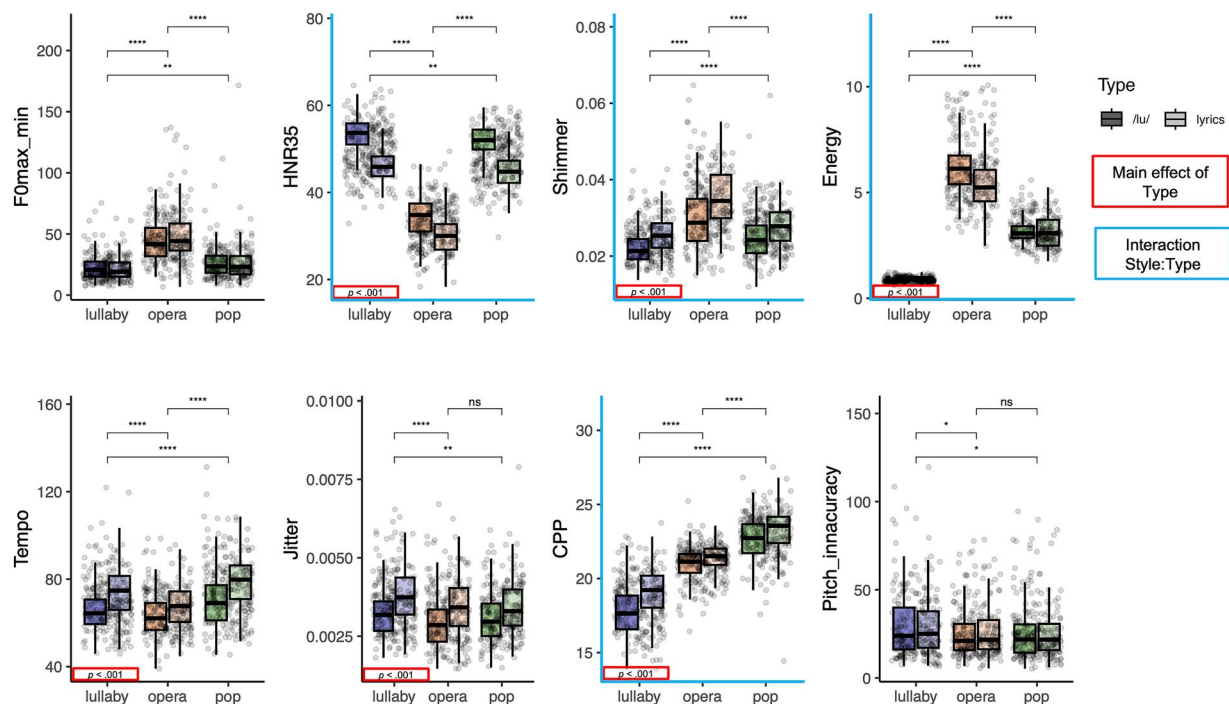 F0max_min
200
150
100
50
0
****
****
**
lullaby opera pop
HNR35
80
60
40
20
****
****
**
p < .001
lullaby opera pop
Shimmer
0.08
0.06
0.04
0.02
****
****
****
p < .001
lullaby opera pop
Energy
10
5
0
****
****
****
p < .001
lullaby opera pop
Type
/lu/ lyrics
Main effect of
Type
Interaction
Style:Type
Tempo
160
120
80
40
****
****
****
p < .001
lullaby opera pop
Jitter
0.0100
0.0075
0.0050
0.0025
ns
****
**
p < .001
lullaby opera pop
CPP
30
25
20
15
****
****
****
p < .001
lullaby opera pop
Pitch_innacuracy
150
100
50
0
ns
*
*
lullaby opera pop